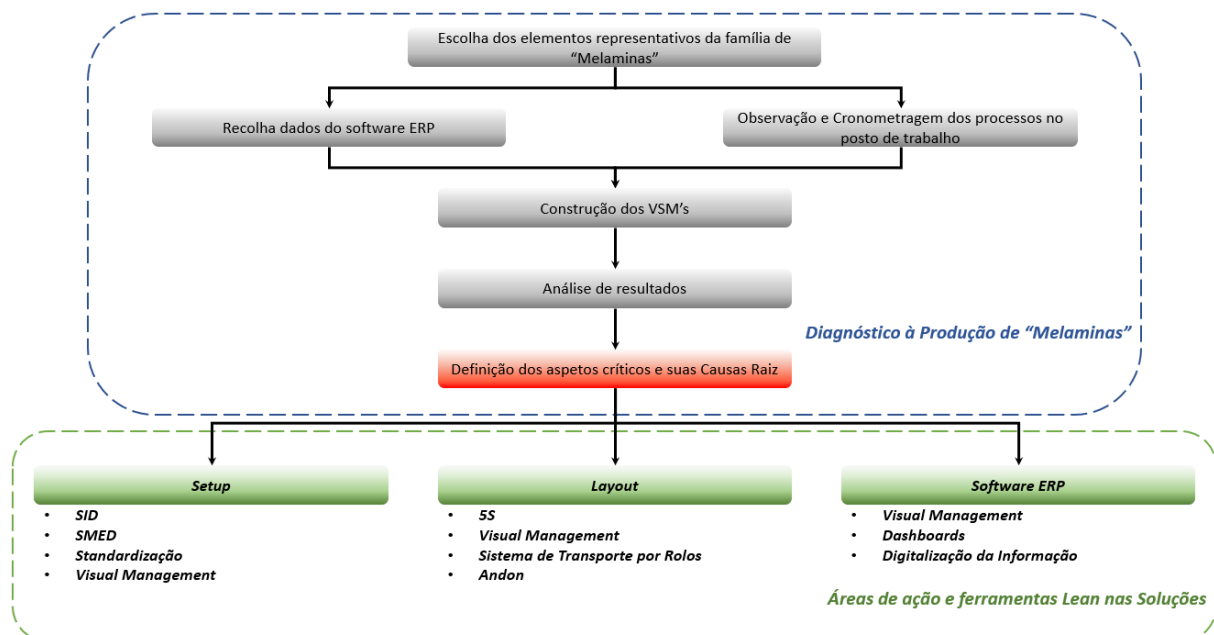 Escolha dos elementos representativos da família de
“Melaminas”
Recolha dados do software ERP
Observação e Cronometragem dos processos no
posto de trabalho
Construção dos VSM’s
Análise de resultados
Diagnóstico à Produção de “Melaminas”
Definição dos aspetos críticos e suas Causas Raiz
Setup
• SID
• SMED
• Standardização
• Visual Management
Layout
• 5S
• Visual Management
• Sistema de Transporte por Rolos
• Andon
Software ERP
• Visual Management
• Dashboards
• Digitalização da Informação
Áreas de ação e ferramentas Lean nas Soluções